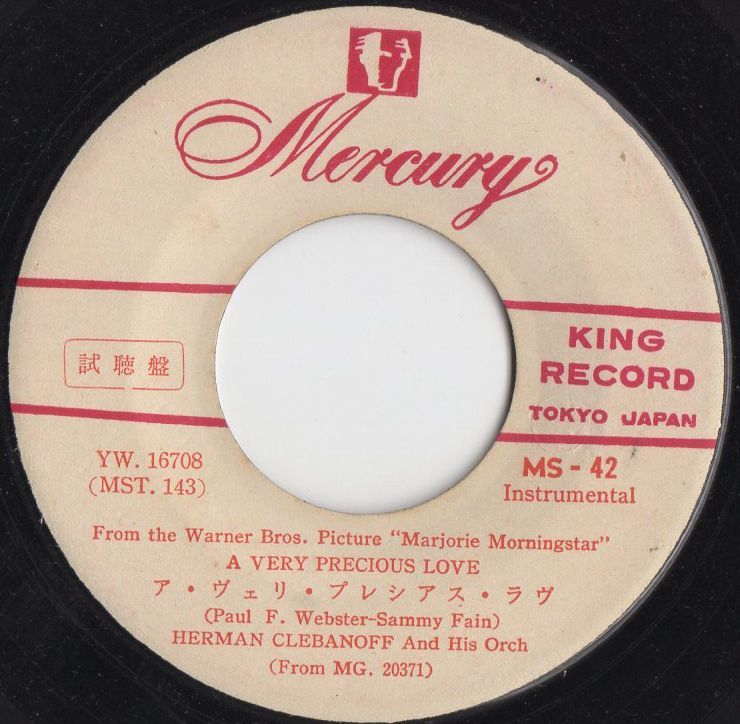 Mercury
KING
RECORD
TOKYO JAPAN
試聴盤
YW. 16708
(MST. 143)
MS - 42
Instrumental
From the Warner Bros. Picture "Marjorie Morningstar"
A VERY PRECIOUS LOVE
ア・ヴェリ・プレシアス・ラヴ
(Paul F. Webster-Sammy Fain)
HERMAN CLEBANOFF And His Orch
(From MG. 20371)